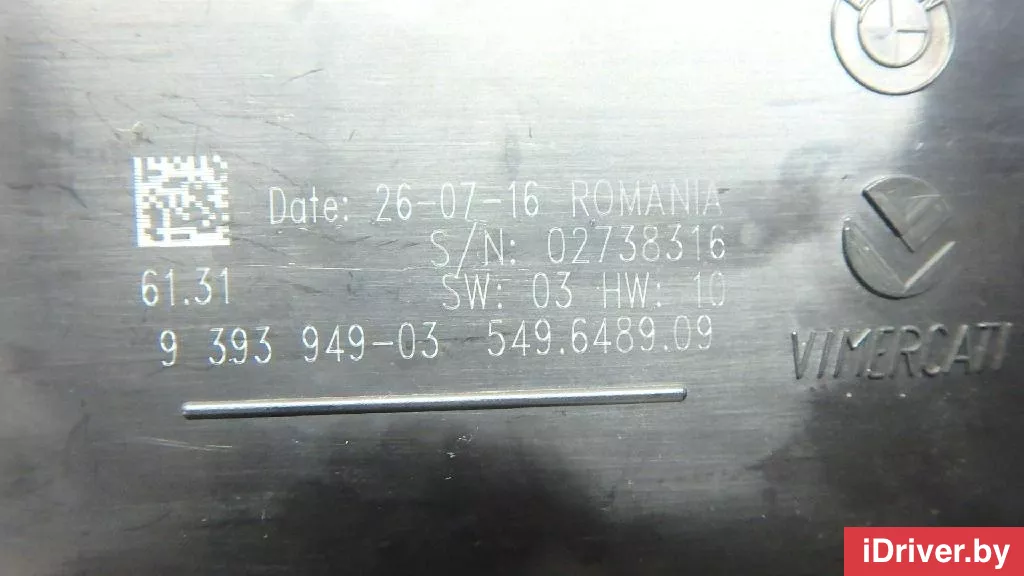 Date: 26-07-16 ROMANIA
S/N: 02738316
61.31 SW: 03 HW: 10
9 393 949-03 549.6489.09
VIMERCATI
iDriver.by